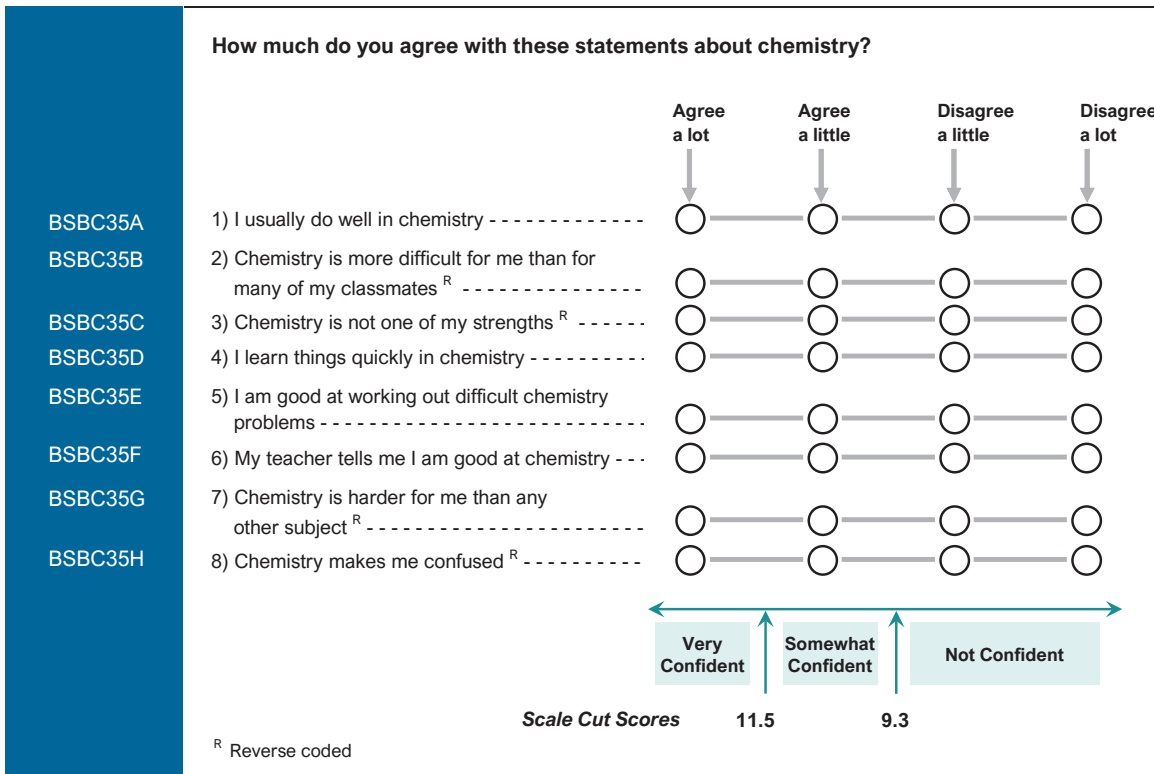 How much do you agree with these statements about chemistry?
Agree a lot
Agree a little
Disagree a little
Disagree a lot
BSBC35A 1) I usually do well in chemistry - - - - - - - - - - - - -
BSBC35B 2) Chemistry is more difficult for me than for
many of my classmates R - - - - - - - - - - - - - - -
BSBC35C 3) Chemistry is not one of my strengths R - - - - - -
BSBC35D 4) I learn things quickly in chemistry - - - - - - - - -
BSBC35E 5) I am good at working out difficult chemistry
problems - - - - - - - - - - - - - - - - - - - - - - - - - - - -
BSBC35F 6) My teacher tells me I am good at chemistry - - -
BSBC35G 7) Chemistry is harder for me than any
other subject R - - - - - - - - - - - - - - - - - - - - - - - -
BSBC35H 8) Chemistry makes me confused R - - - - - - - - - -
Very Confident
Somewhat Confident
Not Confident
Scale Cut Scores 11.5 9.3
R Reverse coded